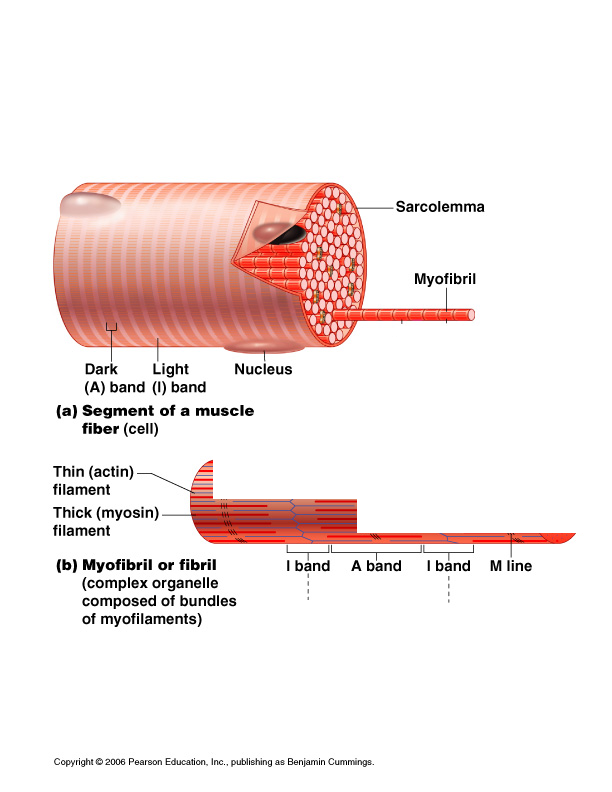 Sarcolemma
Myofibril
Dark Light Nucleus
(A) band (I) band
(a) Segment of a muscle
fiber (cell)
Thin (actin)
filament
Thick (myosin)
filament
I band A band I band M line
(b) Myofibril or fibril
(complex organelle
composed of bundles
of myofilaments)
Copyright © 2006 Pearson Education, Inc., publishing as Benjamin Cummings.